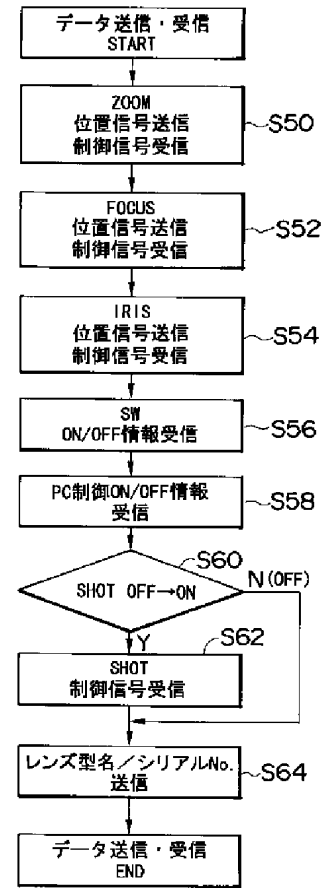 データ送信・受信
START
ZOOM
位置信号送信
制御信号受信
S50
FOCUS
位置信号送信
制御信号受信
S52
IRIS
位置信号送信
制御信号受信
S54
SW
ON/OFF情報受信
S56
PC制御ON/OFF情報
受信
S58
S60
SHOT OFF→ON
N(OFF)
Y
S62
SHOT
制御信号受信
レンズ型名／シリアルNo.
送信
S64
データ送信・受信
END